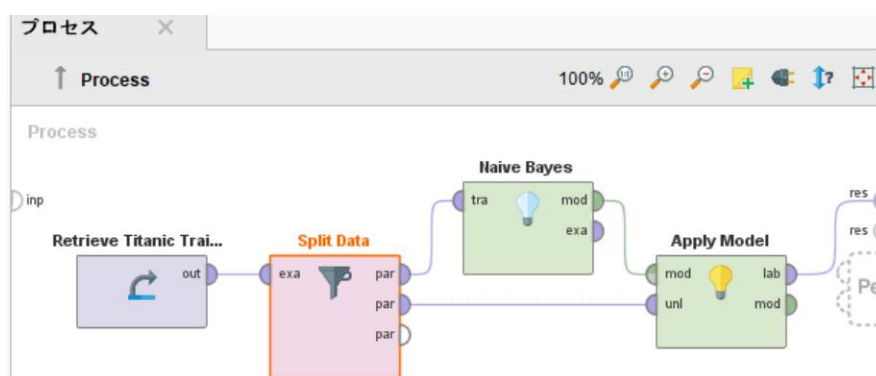 プロセス
Process
100%
Process
inp
Retrieve Titanic Trai...
out
Split Data
exa
par
par
par
Naive Bayes
tra
mod
exa
Apply Model
mod
unl
lab
mod
res
res
Pe